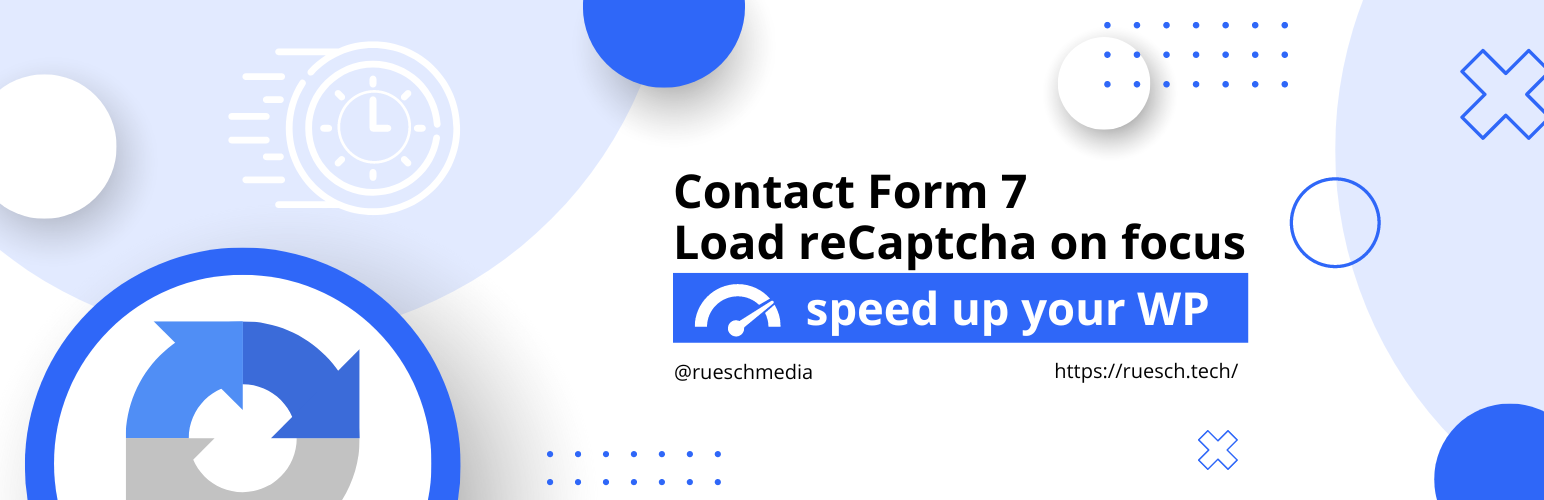 Contact Form 7
Load reCaptcha on focus
speed up your WP
@rueschmedia
https://ruesch.tech/